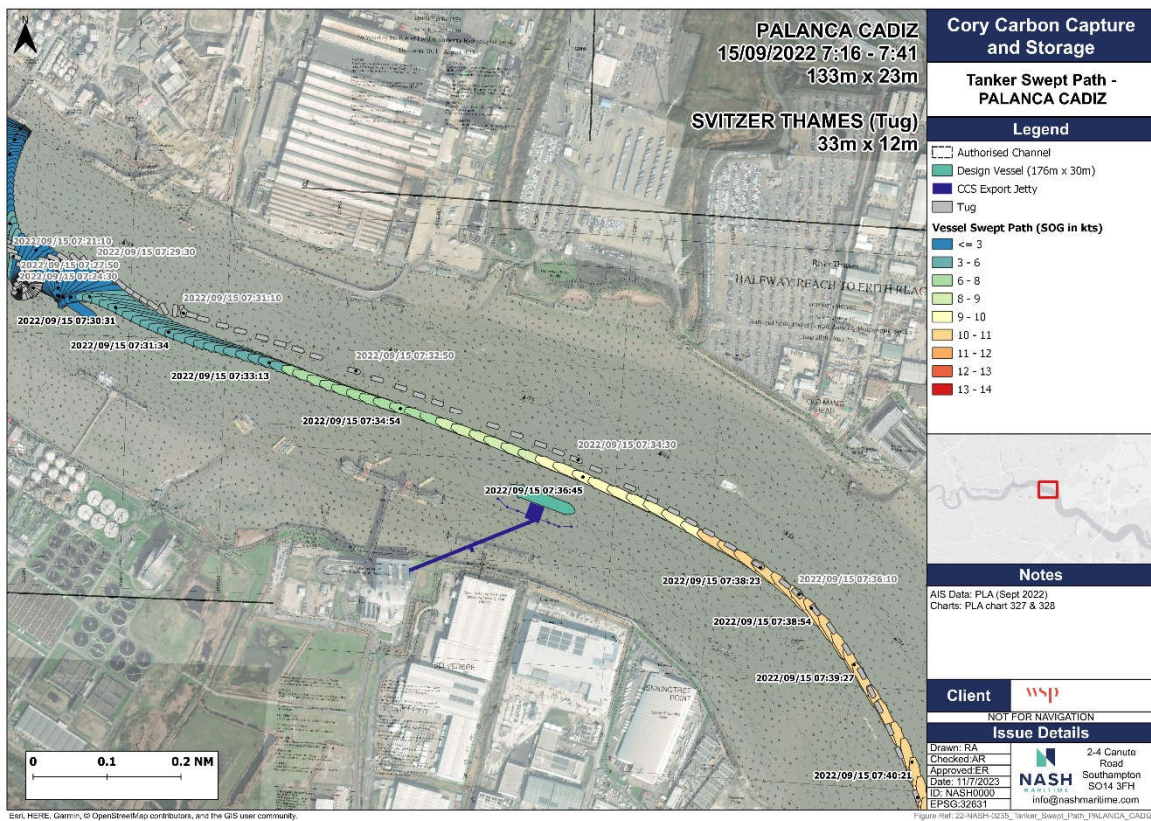 N
PALANCA CADIZ
15/09/2022 7:16 - 7:41
133m x 23m
SVITZER THAMES (Tug)
33m x 12m
HALFWAY REACH TO ERITH REAC
2022/09/15 07:21:10
2022/09/15 07:29:30
2022/09/15 07:27:50
2022/09/15 07:24:30
2022/09/15 07:31:10
2022/09/15 07:30:31
2022/09/15 07:31:34
2022/09/15 07:32:50
2022/09/15 07:33:13
2022/09/15 07:34:54
2022/09/15 07:34:30
2022/09/15 07:36:45
2022/09/15 07:38:23
2022/09/15 07:36:10
2022/09/15 07:38:54
2022/09/15 07:39:27
2022/09/15 07:40:21
BELVEDERE
POINT
0 0.1 0.2 NM
Cory Carbon Capture
and Storage
Tanker Swept Path -
PALANCA CADIZ
Legend
Authorised Channel
Design Vessel (176m x 30m)
CCS Export Jetty
Tug
Vessel Swept Path (SOG in kts)
<= 3
3 - 6
6 - 8
8 - 9
9 - 10
10 - 11
11 - 12
12 - 13
13 - 14
Notes
AIS Data: PLA (Sept 2022)
Charts: PLA chart 327 & 328
Client
wsp
NOT FOR NAVIGATION
Issue Details
Drawn: RA
Checked:AR
Approved:ER
Date: 11/7/2023
ID: NASH0000
EPSG:32631
NASH
MARITIME
2-4 Canute
Road
Southampton
SO14 3FH
info@nashmaritime.com
Esri, HERE, Garmin, © OpenStreetMap contributors, and the GIS user community.
Figure Ref: 22-NASH-0255_Tanker_Swept_Path_PALANCA_CADIZ